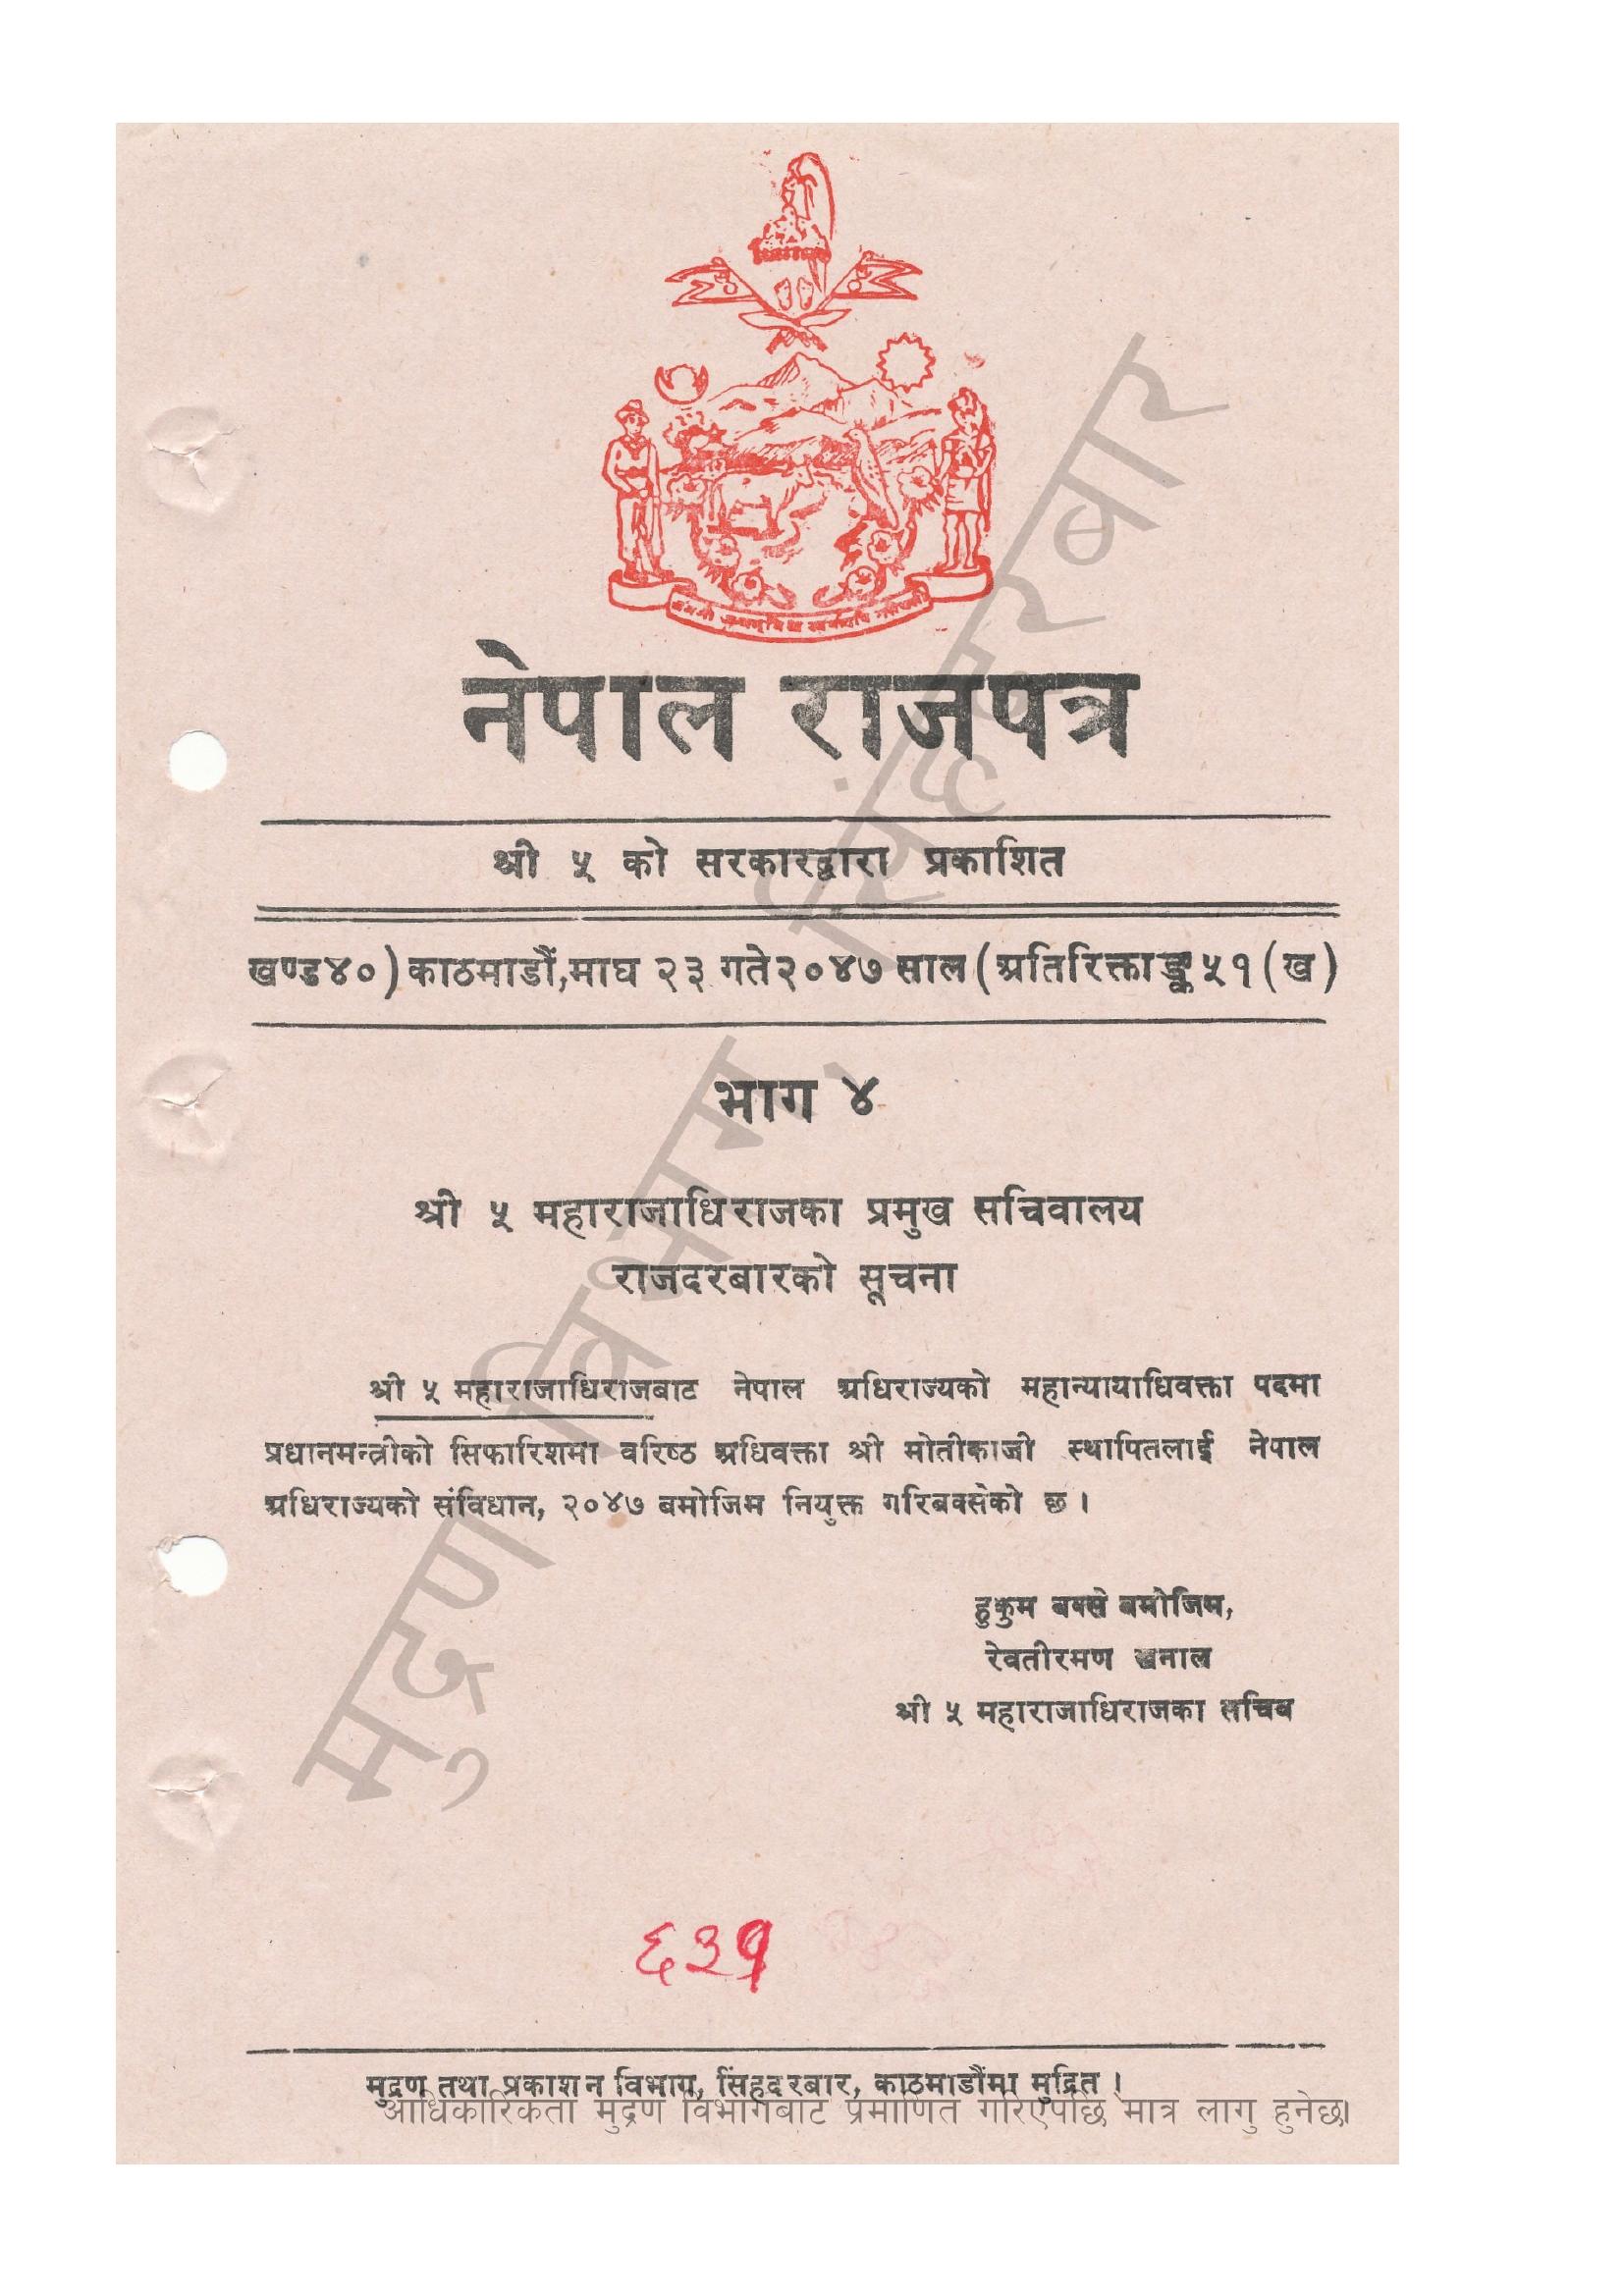 नेपाल राजपत्र
श्री ५ को सरकारद्वारा प्रकाशित
खण्ड ४०) काठमाडौं, माघ २३ गते २०४७ साल (अतिरिक्ताङ्क ५१ (ख)
भाग ४
श्री ५ महाराजाधिराजका प्रमुख सचिवालय
राजदरबारको सूचना
श्री ५ महाराजाधिराजबाट नेपाल अधिराज्यको महान्यायाधिवक्ता पदमा
प्रधानमन्त्रीको सिफारिशमा वरिष्ठ अधिवक्ता श्री मोतीकाजी स्थापितलाई नेपाल
अधिराज्यको संविधान, २०४७ बमोजिम नियुक्त गरिबक्सेको छ ।
हुकुम बक्से बमोजिम,
रेवतीरमण खनाल
श्री ५ महाराजाधिराजका सचिव
६३१
मुद्रण तथा प्रकाशन विभाग, सिंहदरबार, काठमाडौंमा मुद्रित ।
आधिकारिकता मुद्रण विभागबाट प्रमाणित गरिएपछि मात्र लागु हुनेछ।
मुद्रण विभाग, सिंहदरबार